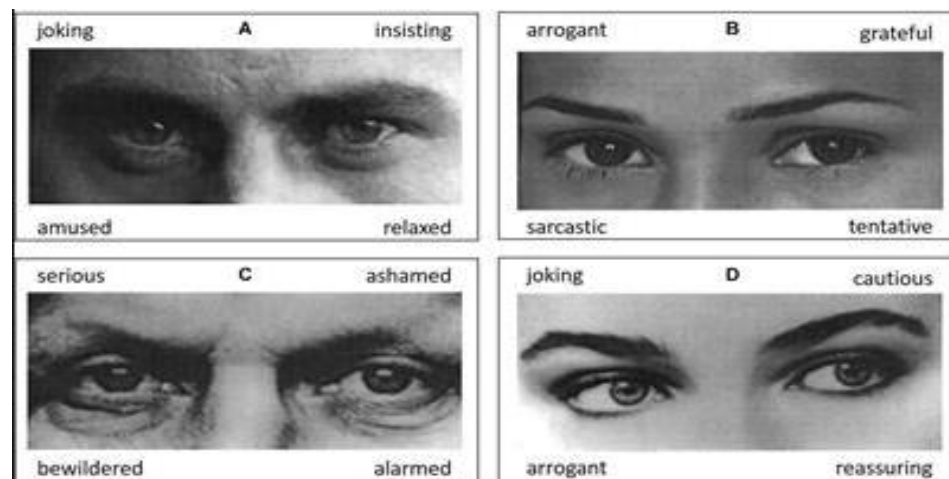 joking A insisting
amused relaxed
arrogant B grateful
sarcastic tentative
serious C ashamed
bewildered alarmed
joking D cautious
arrogant reassuring